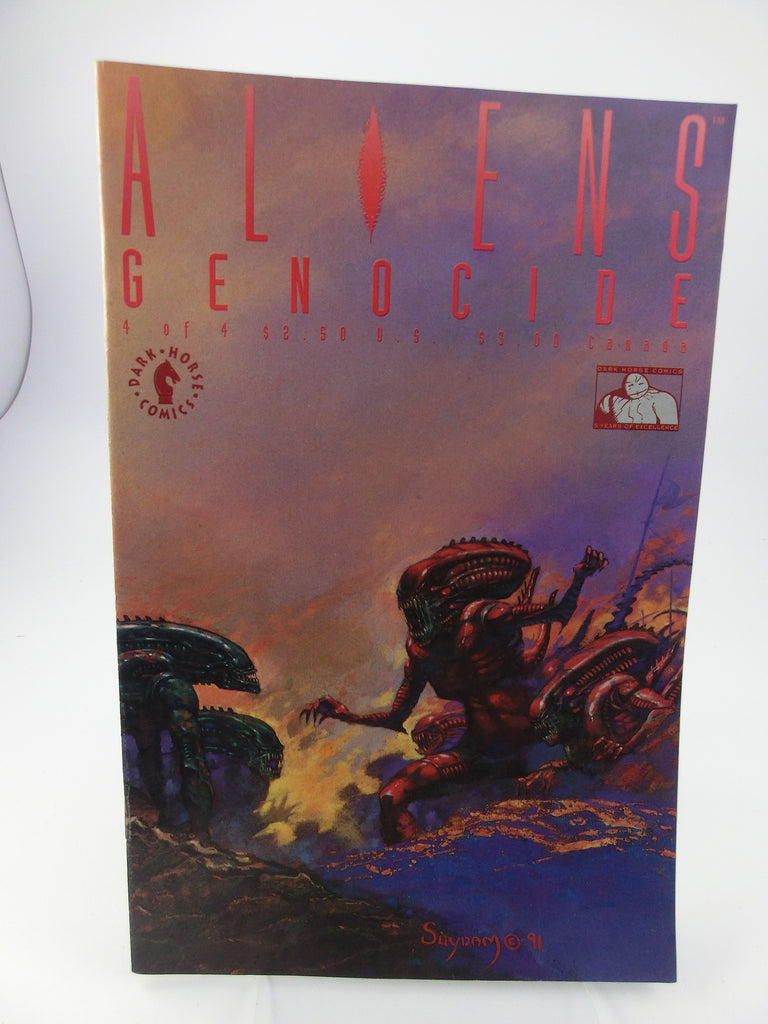 ALIENS™
GENOCIDE
4 of 4 $2.50 U.S. $3.00 Canada
DARK • HORSE • COMICS •
DARK HORSE COMICS
5 YEARS OF EXCELLENCE
Suydam © 91